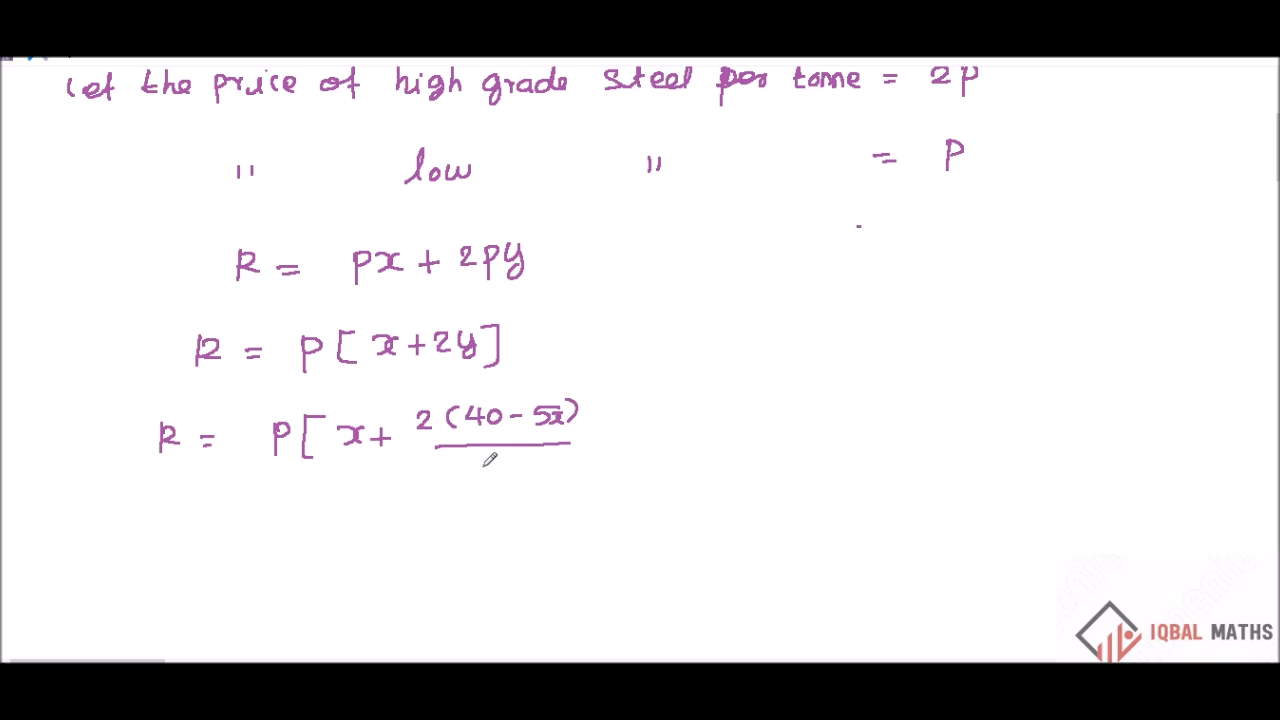 Let the price of high grade steel per tonne = 2P
" low " = P
R = Px + 2Py
R = P[x+2y]
R = P[x + 2(40-5x)
IQBAL MATHS